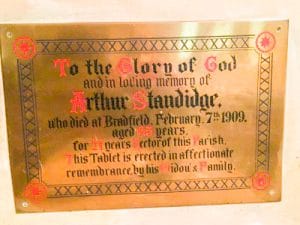 To the Glory of God
and in loving memory of
Arthur Standidge,
who died at Bradfield, February, 7th 1909,
aged years,
for years Rector of this Parish.
This Tablet is erected in affectionate
remembrance, by his Widow & Family.